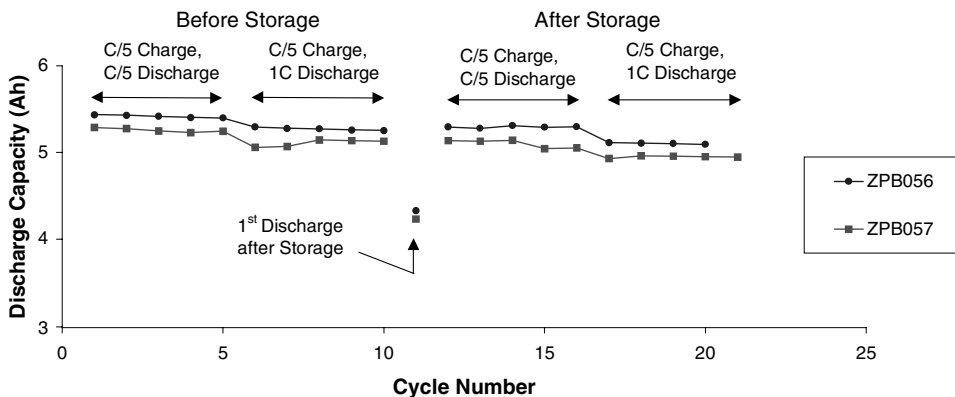 Before Storage
After Storage
C/5 Charge,
C/5 Discharge
C/5 Charge,
1C Discharge
C/5 Charge,
C/5 Discharge
C/5 Charge,
1C Discharge
Discharge Capacity (Ah)
6
5
4
3
1st Discharge
after Storage
ZPB056
ZPB057
0
5
10
15
20
25
Cycle Number